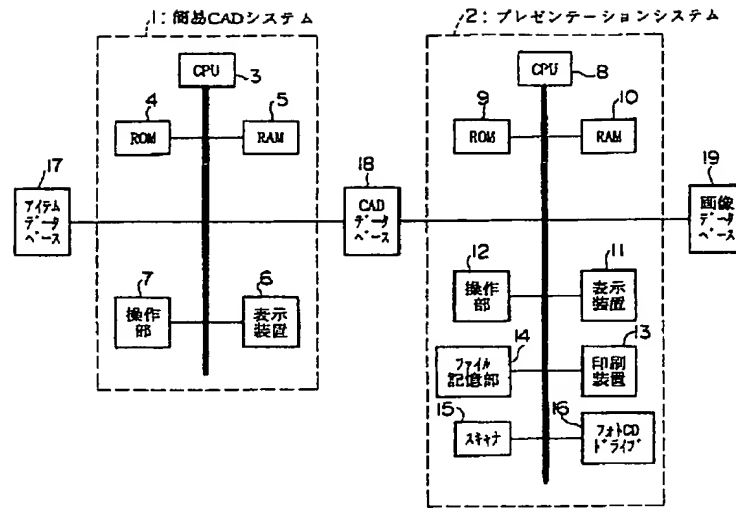 1: 簡易CADシステム
2: プレゼンテーションシステム
CPU
3
4
5
ROM
RAM
17
アイテム
データ
ベース
7
6
操作
部
表示
装置
18
CAD
データ
ベース
CPU
8
9
10
ROM
RAM
19
画像
データ
ベース
12
11
操作
部
表示
装置
14
13
ファイル
記憶部
印刷
装置
15
16
スキャナ
フォトCD
ドライブ